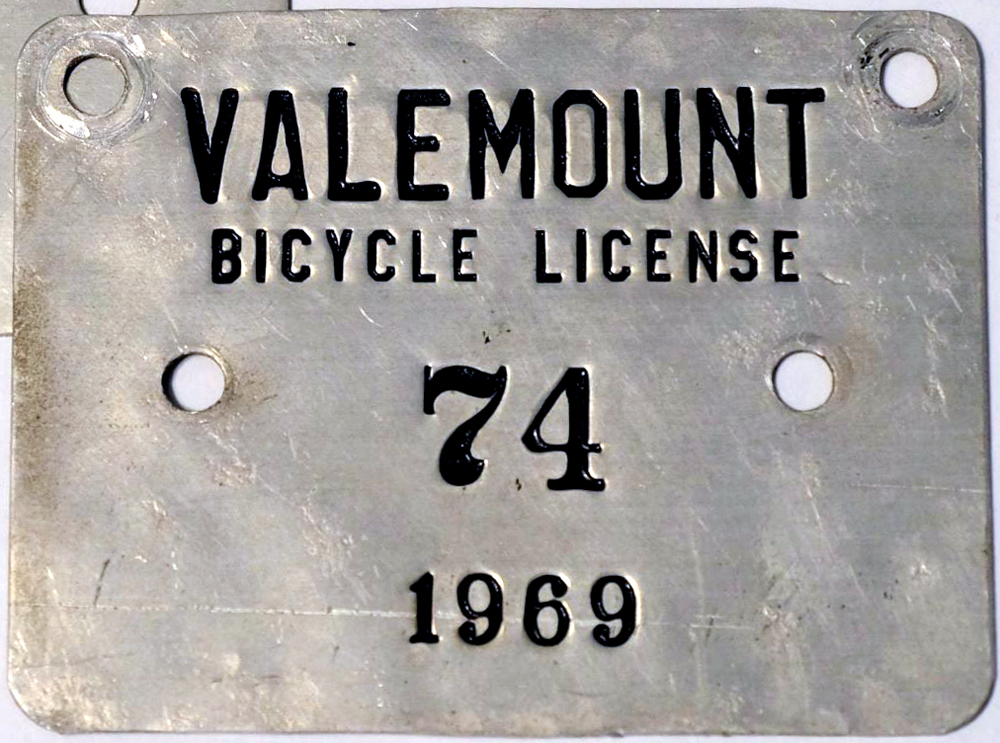 VALEMOUNT
BICYCLE LICENSE
74
1969